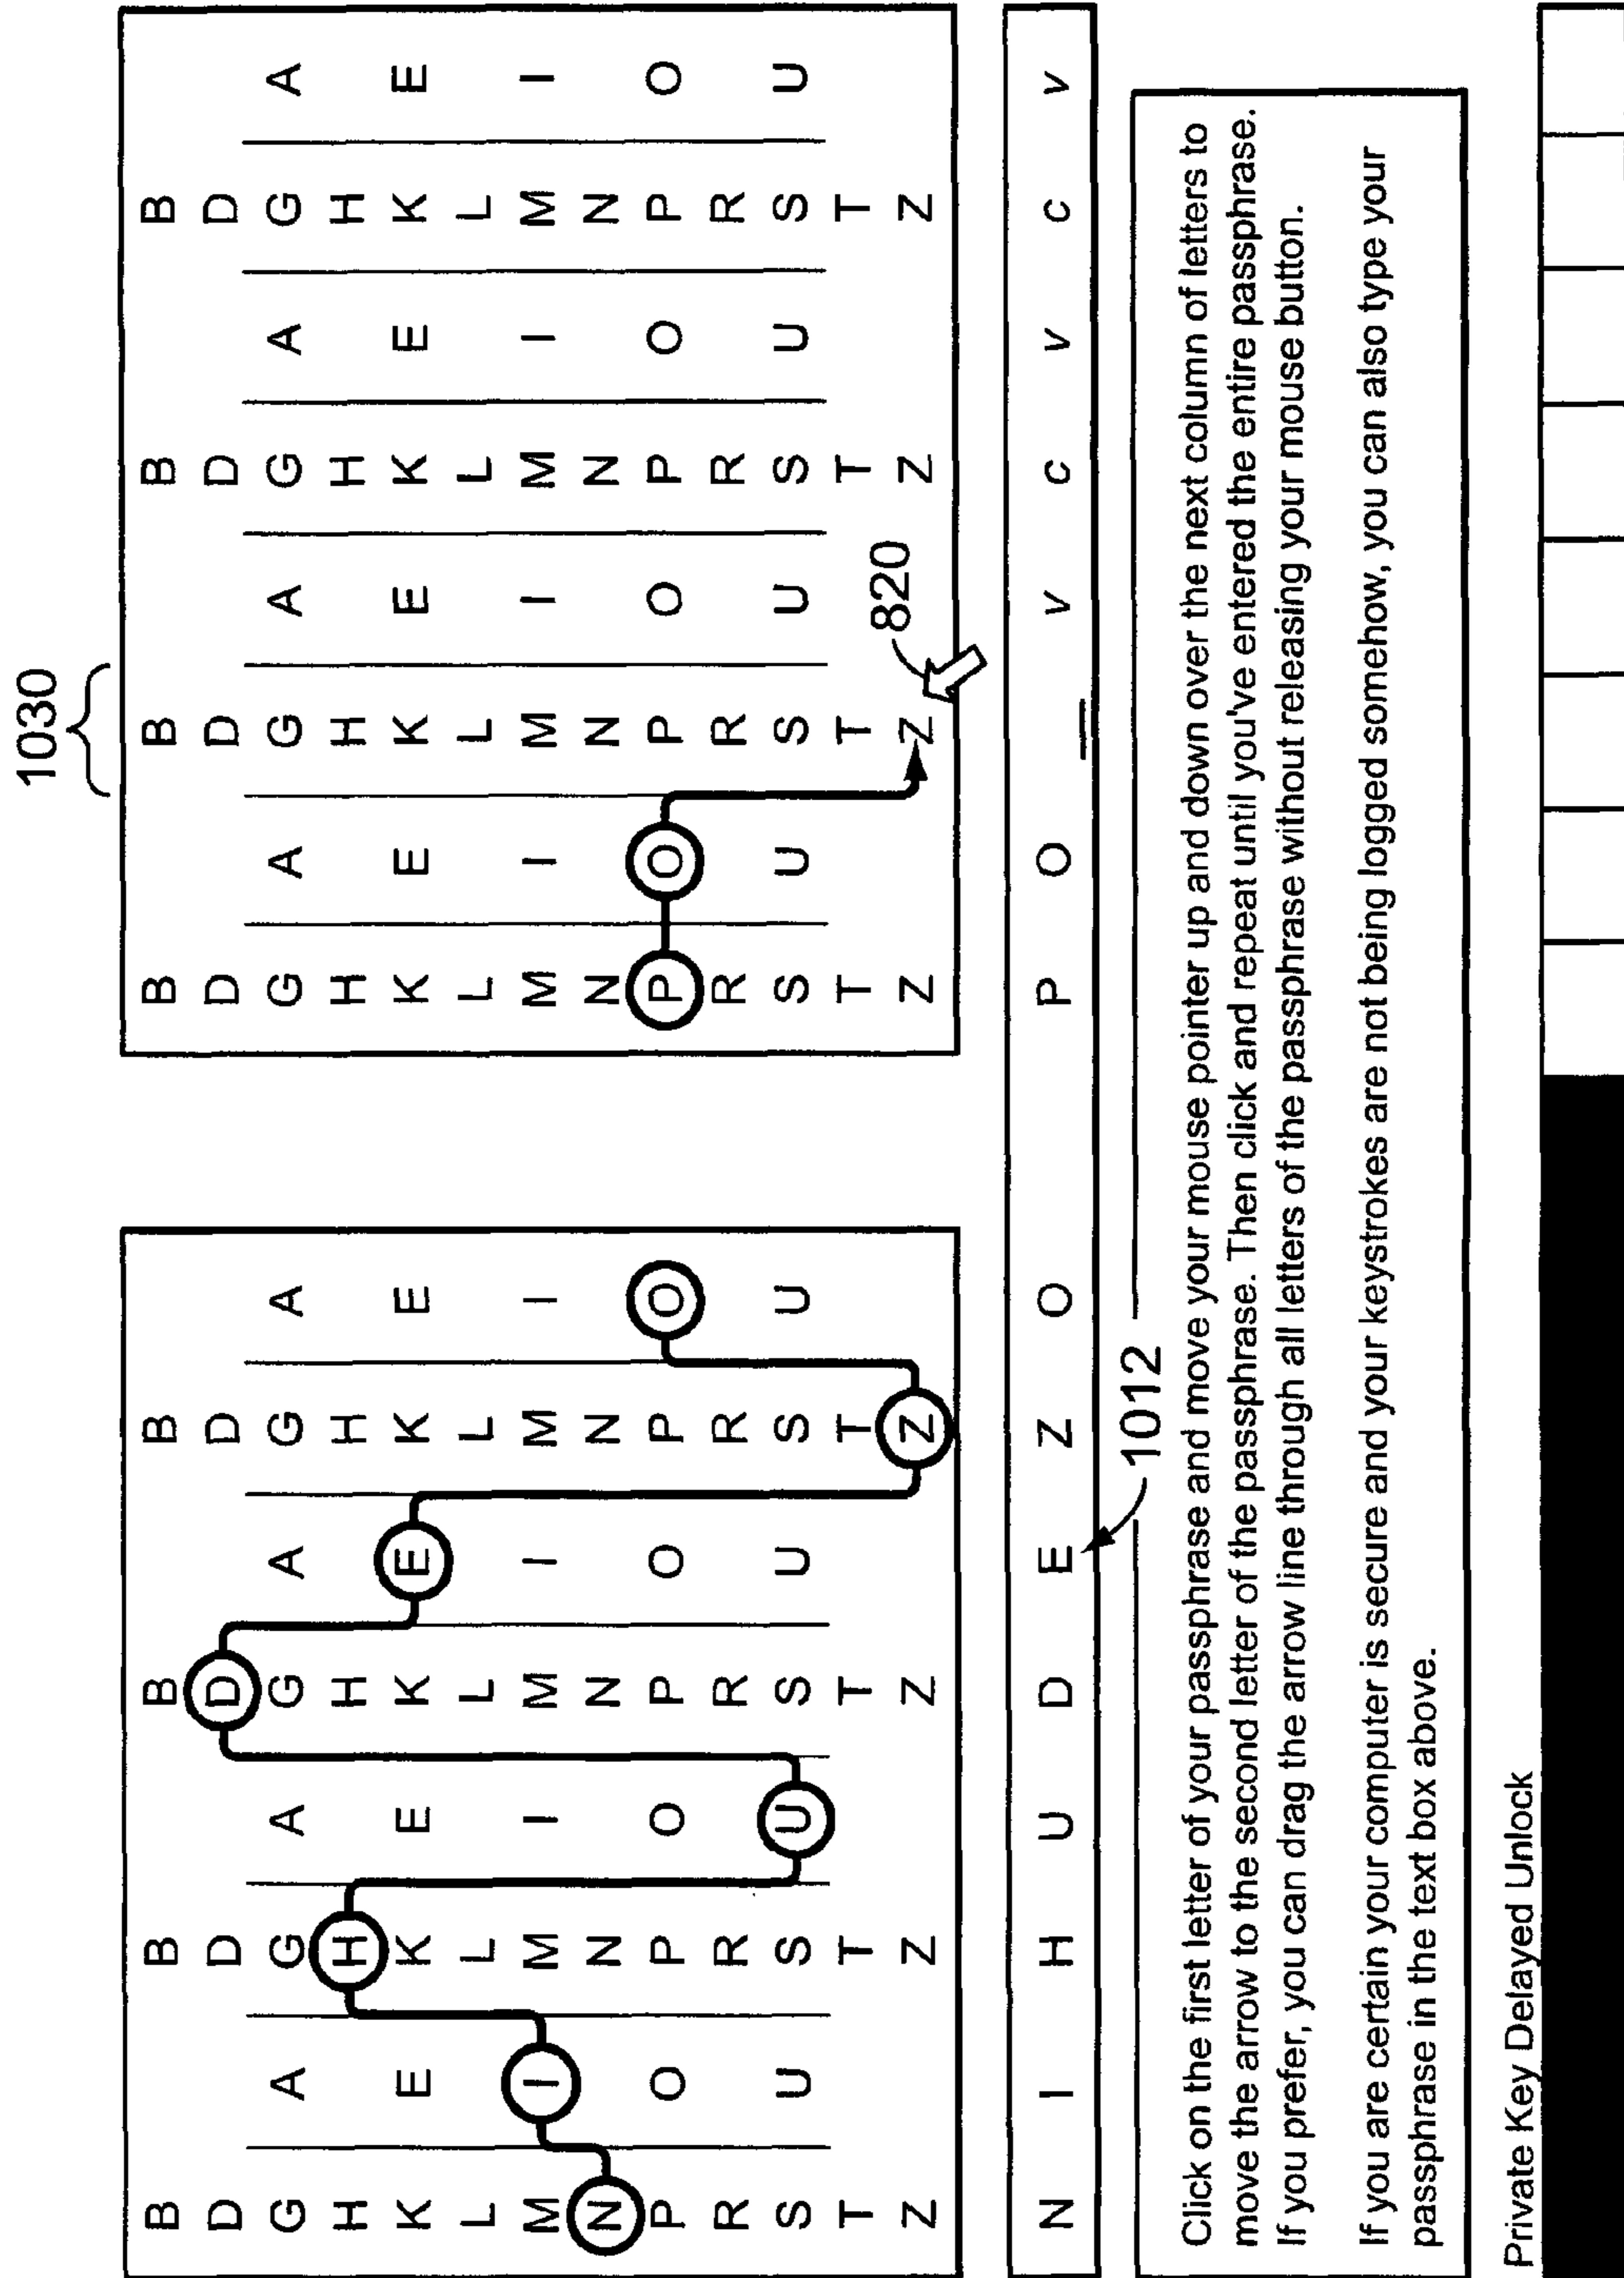 1030
B B B B B B B B
D D D D D D D D
G A G A G A G A G A G A G A G A
H H H H H H H H
K E K E K E K E K E K E K E K E
L L L L L L L L
M I M I M I M I M I M I M I M I
N N N N N N N N
P O P O P O P O P O P O P O P O
R R R R R R R R
S U S U S U S U S U S U S U S U
T T T T T T T T
820
Z Z Z Z Z Z Z Z
N I H U D E Z O P O _ v c v c v
1012
Click on the first letter of your passphrase and move your mouse pointer up and down over the next column of letters to
move the arrow to the second letter of the passphrase. Then click and repeat until you've entered the entire passphrase.
If you prefer, you can drag the arrow line through all letters of the passphrase without releasing your mouse button.
If you are certain your computer is secure and your keystrokes are not being logged somehow, you can also type your
passphrase in the text box above.
Private Key Delayed Unlock